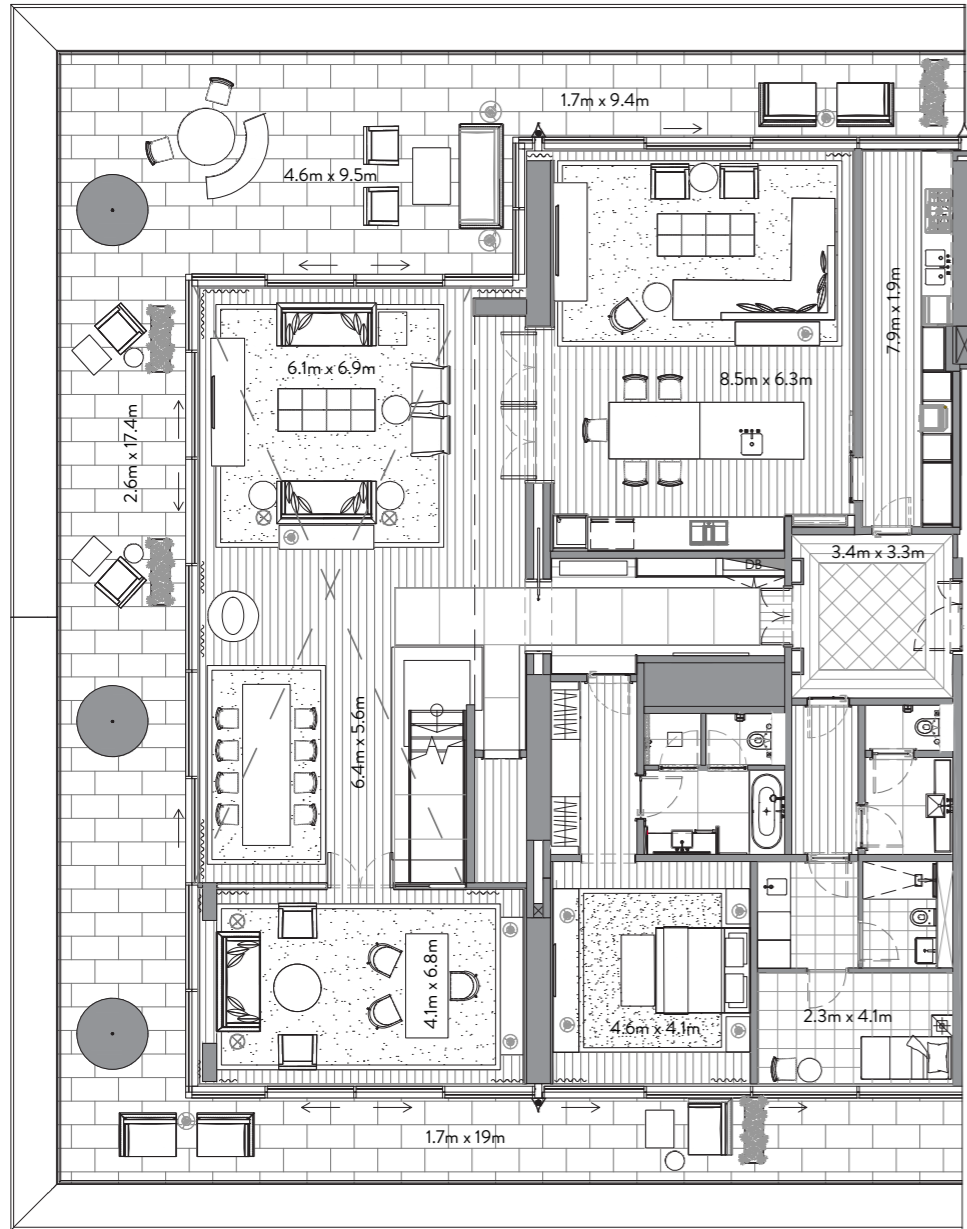 1.7m x 9.4m
4.6m x 9.5m
7.9m x 1.9m
6.1m x 6.9m
8.5m x 6.3m
2.6m x 17.4m
3.4m x 3.3m
DB
6.4m x 5.6m
4.1m x 6.8m
4.6m x 4.1m
2.3m x 4.1m
1.7m x 19m